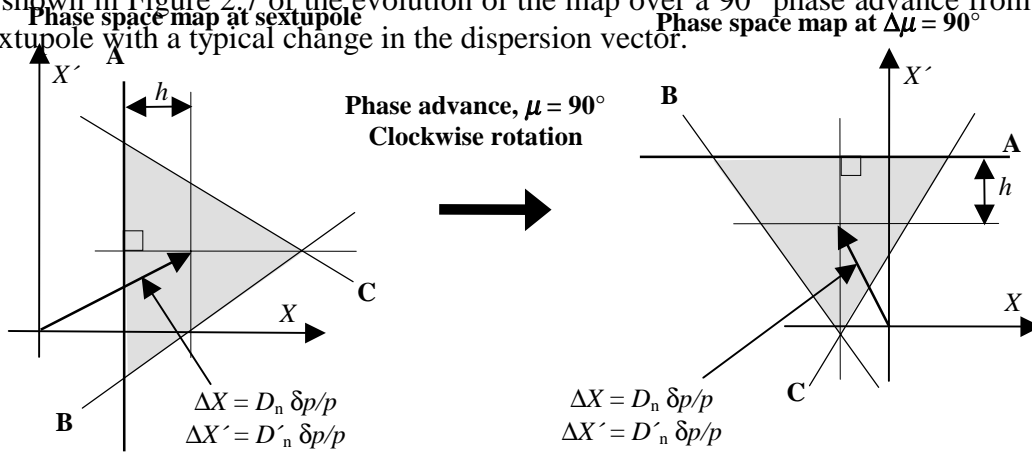 shown in Figure 2.7 of the evolution of the map over a 90° phase advance from
extupole with a typical change in the dispersion vector.
Phase space map at sextupole
A
X´
h
C
X
B
ΔX = Dn δp/p
ΔX´ = D´n δp/p
Phase advance, μ = 90°
Clockwise rotation
Phase space map at Δμ = 90°
X´
B
A
h
X
C
ΔX = Dn δp/p
ΔX´ = D´n δp/p